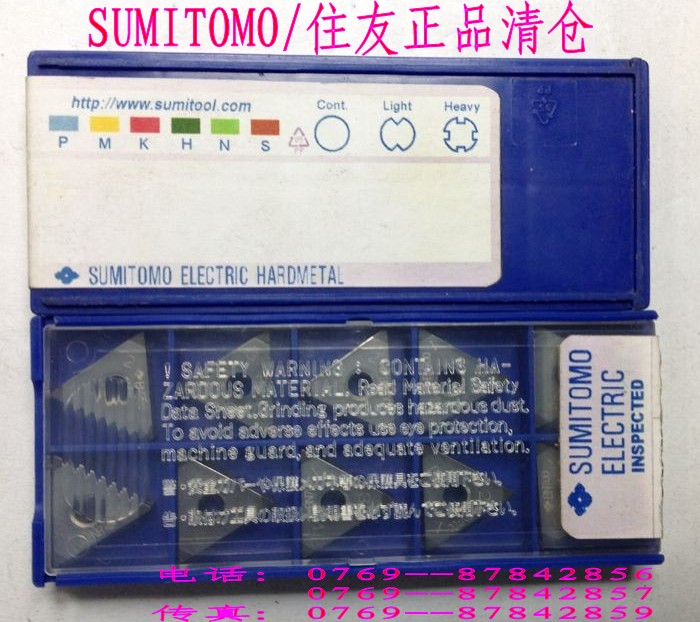 SUMITOMO/住友正品清仓
http://www.sumitool.com
Cont. Light Heavy
P M K H N S
PP
SUMITOMO ELECTRIC HARDMETAL
! SAFETY WARNING : CONTAINS HA-
ZARDOUS MATERIAL. Read Material Safety
Data Sheet. Grinding produces hazardous dust.
To avoid adverse affects use eye protection,
machine guard, and adequate ventilation.
SUMITOMO
ELECTRIC
INSPECTED
电话: 0769——87842856
0769——87842857
传真: 0769——87842859